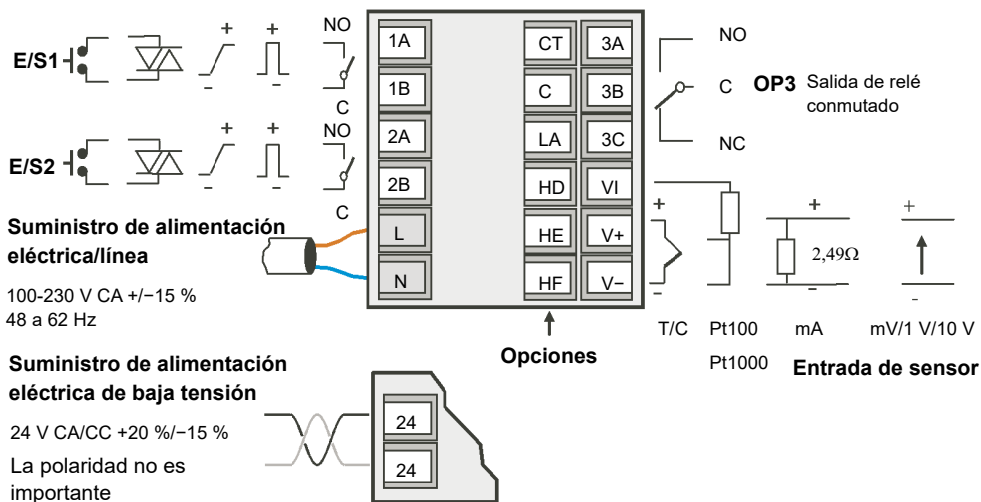 E/S1
+
−
+
−
NO
C
E/S2
+
−
+
−
NO
C
1A
1B
2A
2B
L
N
CT
C
LA
HD
HE
HF
3A
3B
3C
VI
V+
V−
NO
C
NC
OP3 Salida de relé
conmutado
Suministro de alimentación
eléctrica/línea
100-230 V CA +/−15 %
48 a 62 Hz
+
−
+
2,49Ω
−
+
-
T/C
Pt100
Pt1000
mA
mV/1 V/10 V
Entrada de sensor
Opciones
Suministro de alimentación
eléctrica de baja tensión
24 V CA/CC +20 %/−15 %
La polaridad no es
importante
24
24